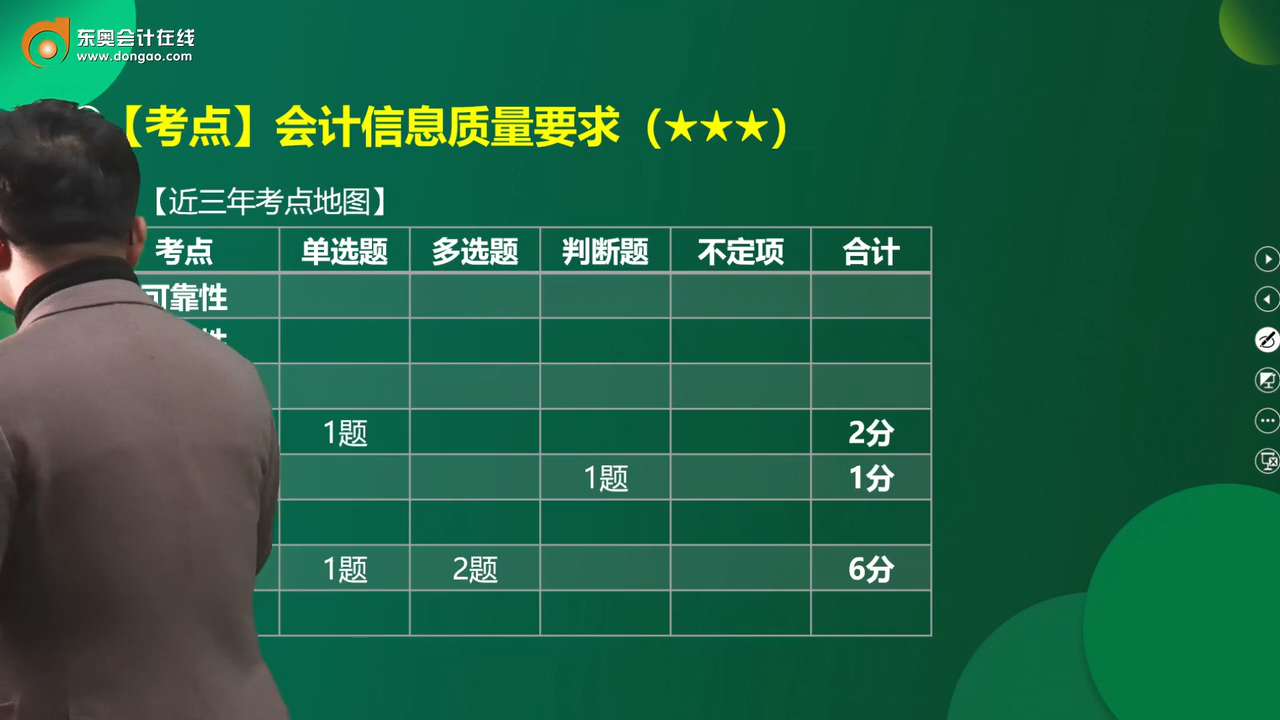 东奥会计在线
www.dongao.com
【考点】会计信息质量要求（★★★）
【近三年考点地图】
考点 单选题 多选题 判断题 不定项 合计
可靠性
性
1题 2分
1题 1分
1题 2题 6分